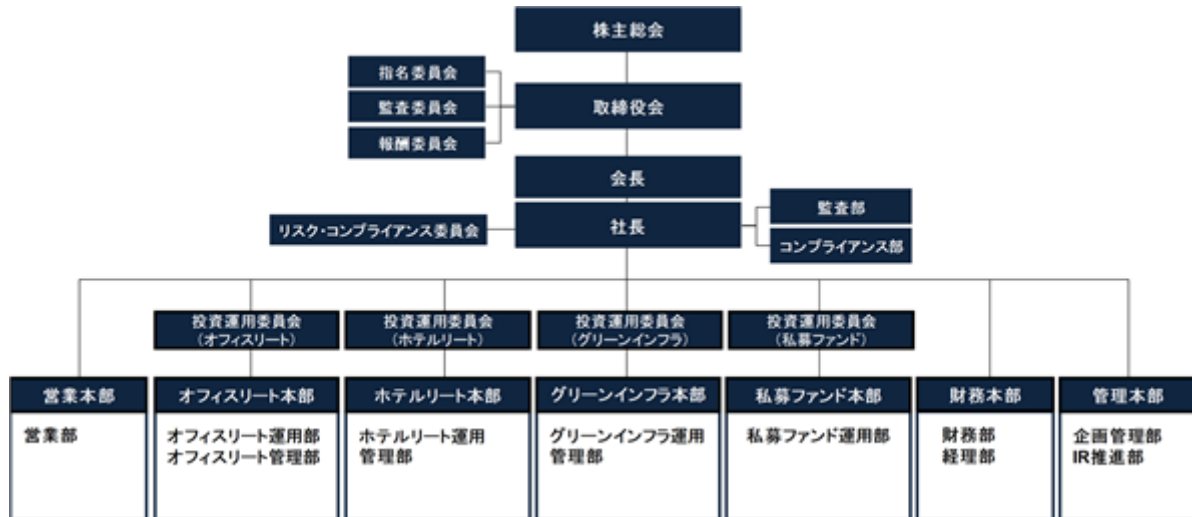 株主総会
指名委員会
監査委員会
報酬委員会
取締役会
会長
社長
リスク・コンプライアンス委員会
監査部
コンプライアンス部
投資運用委員会
(オフィスリート)
投資運用委員会
(ホテルリート)
投資運用委員会
(グリーンインフラ)
投資運用委員会
(私募ファンド)
営業本部
営業部
オフィスリート本部
オフィスリート運用部
オフィスリート管理部
ホテルリート本部
ホテルリート運用
管理部
グリーンインフラ本部
グリーンインフラ運用
管理部
私募ファンド本部
私募ファンド運用部
財務本部
財務部
経理部
管理本部
企画管理部
IR推進部